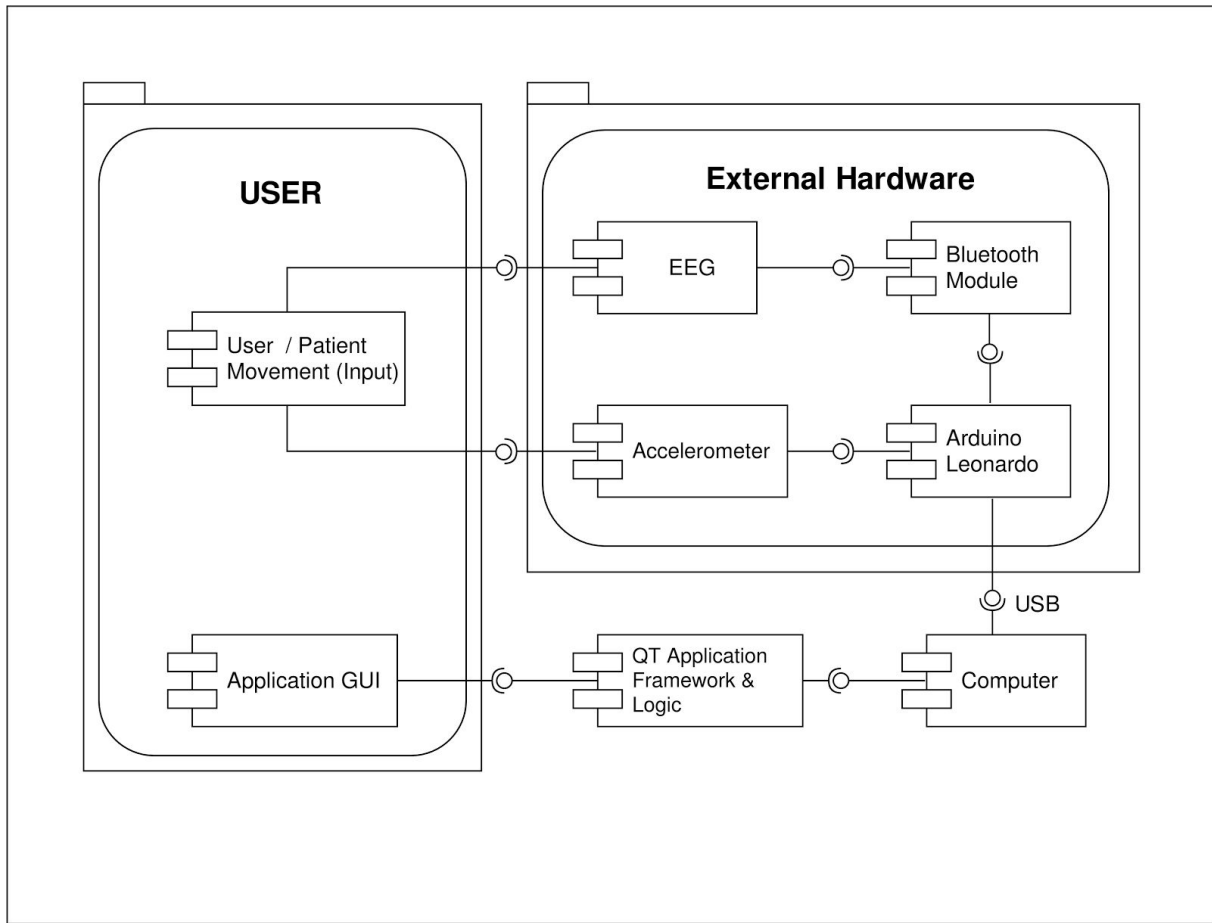 USER
External Hardware
EEG
Bluetooth
Module
User / Patient
Movement (Input)
Accelerometer
Arduino
Leonardo
USB
Application GUI
QT Application
Framework &
Logic
Computer